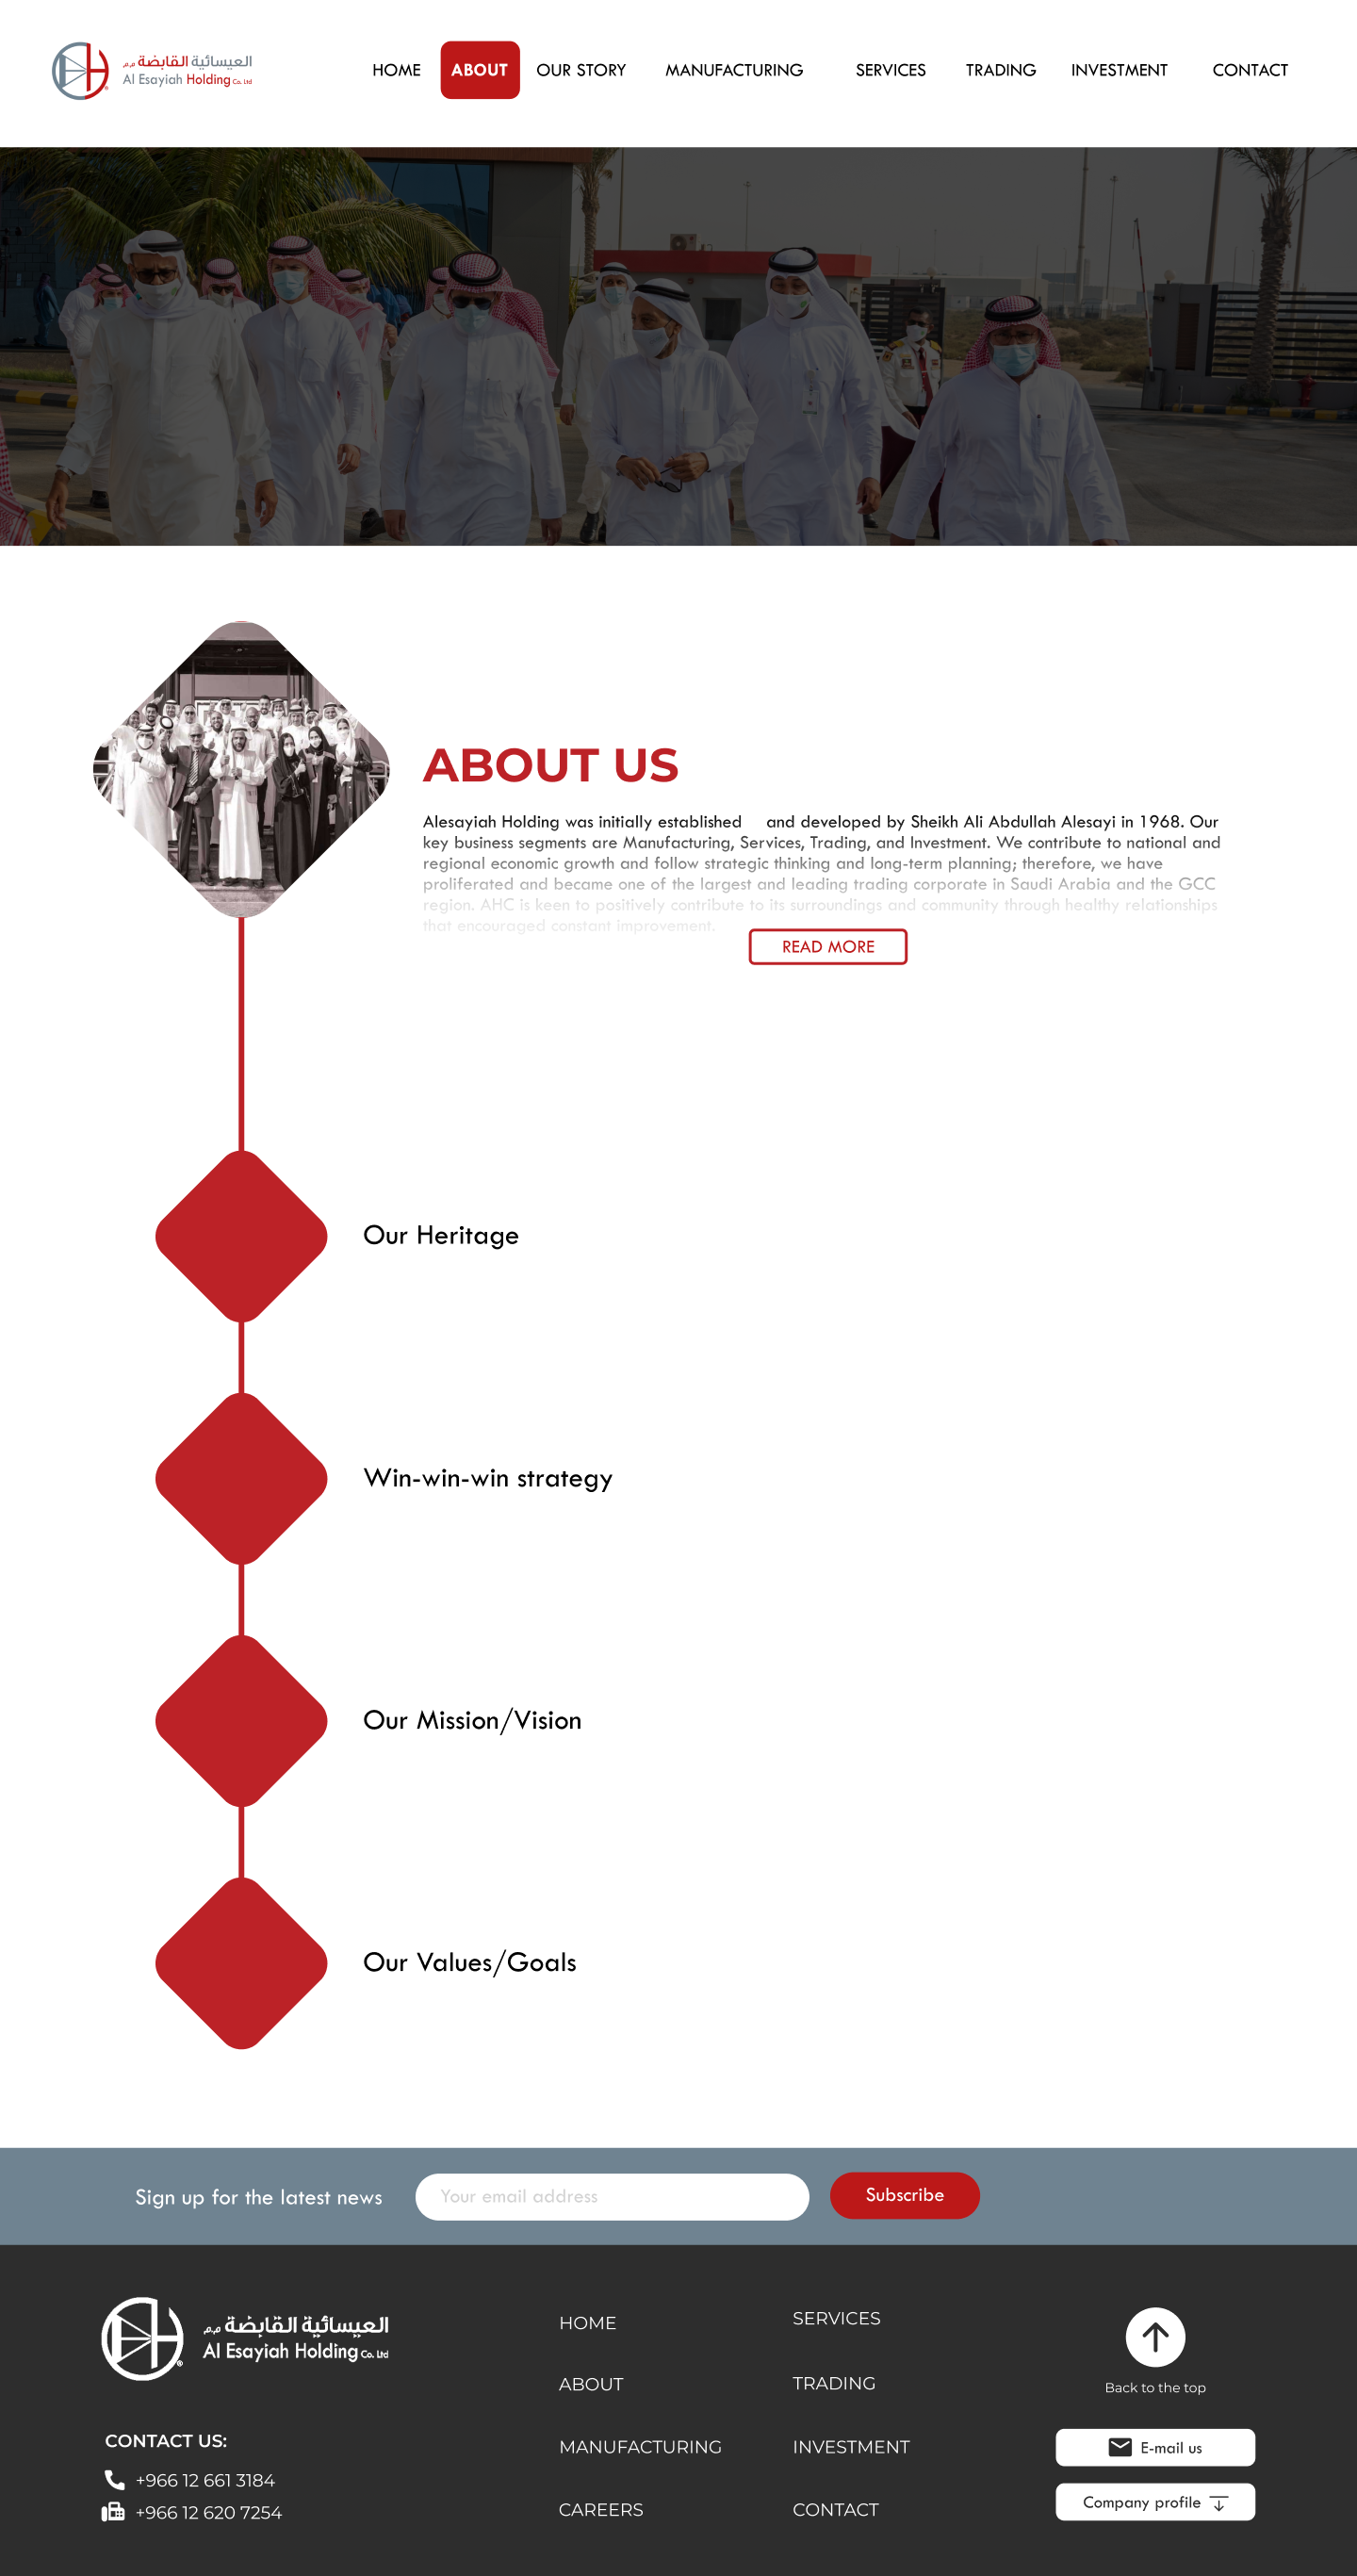 العيسائية القابضة م.م
Al Esayiah Holding Co. Ltd
HOME
ABOUT
OUR STORY
MANUFACTURING
SERVICES
TRADING
INVESTMENT
CONTACT
ABOUT US
Alesayiah Holding was initially established and developed by Sheikh Ali Abdullah Alesayi in 1968. Our
key business segments are Manufacturing, Services, Trading, and Investment. We contribute to national and
regional economic growth and follow strategic thinking and long-term planning; therefore, we have
proliferated and became one of the largest and leading trading corporate in Saudi Arabia and the GCC
region. AHC is keen to positively contribute to its surroundings and community through healthy relationships
that encouraged constant improvement.
READ MORE
Our Heritage
Win-win-win strategy
Our Mission/Vision
Our Values/Goals
Sign up for the latest news
Your email address
Subscribe
العيسائية القابضة م.م
Al Esayiah Holding Co. Ltd
CONTACT US:
+966 12 661 3184
+966 12 620 7254
HOME
ABOUT
MANUFACTURING
CAREERS
SERVICES
TRADING
INVESTMENT
CONTACT
Back to the top
E-mail us
Company profile